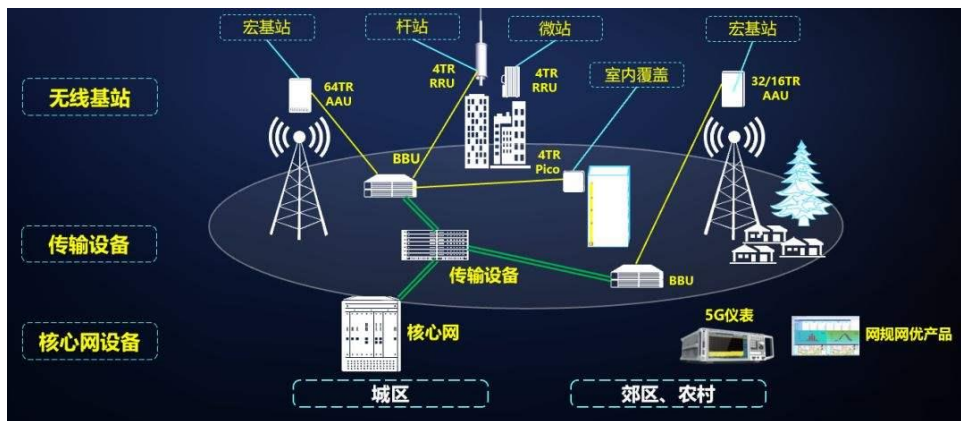 宏基站
杆站
微站
宏基站
无线基站
64TR
AAU
4TR
RRU
4TR
RRU
室内覆盖
32/16TR
AAU
BBU
4TR
Pico
传输设备
传输设备
BBU
核心网设备
核心网
5G仪表
网规网优产品
城区
郊区、农村